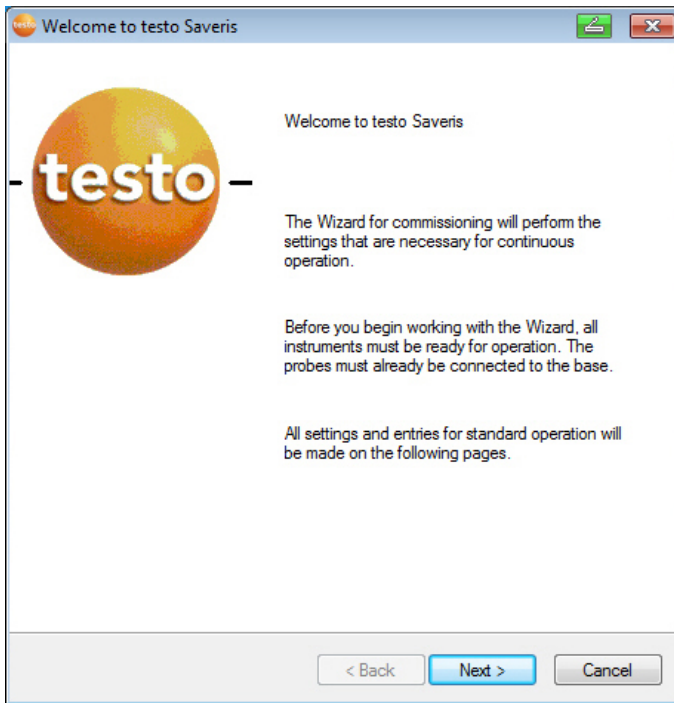 Welcome to testo Saveris
testo
Welcome to testo Saveris
The Wizard for commissioning will perform the
settings that are necessary for continuous
operation.
Before you begin working with the Wizard, all
instruments must be ready for operation. The
probes must already be connected to the base.
All settings and entries for standard operation will
be made on the following pages.
< Back
Next >
Cancel